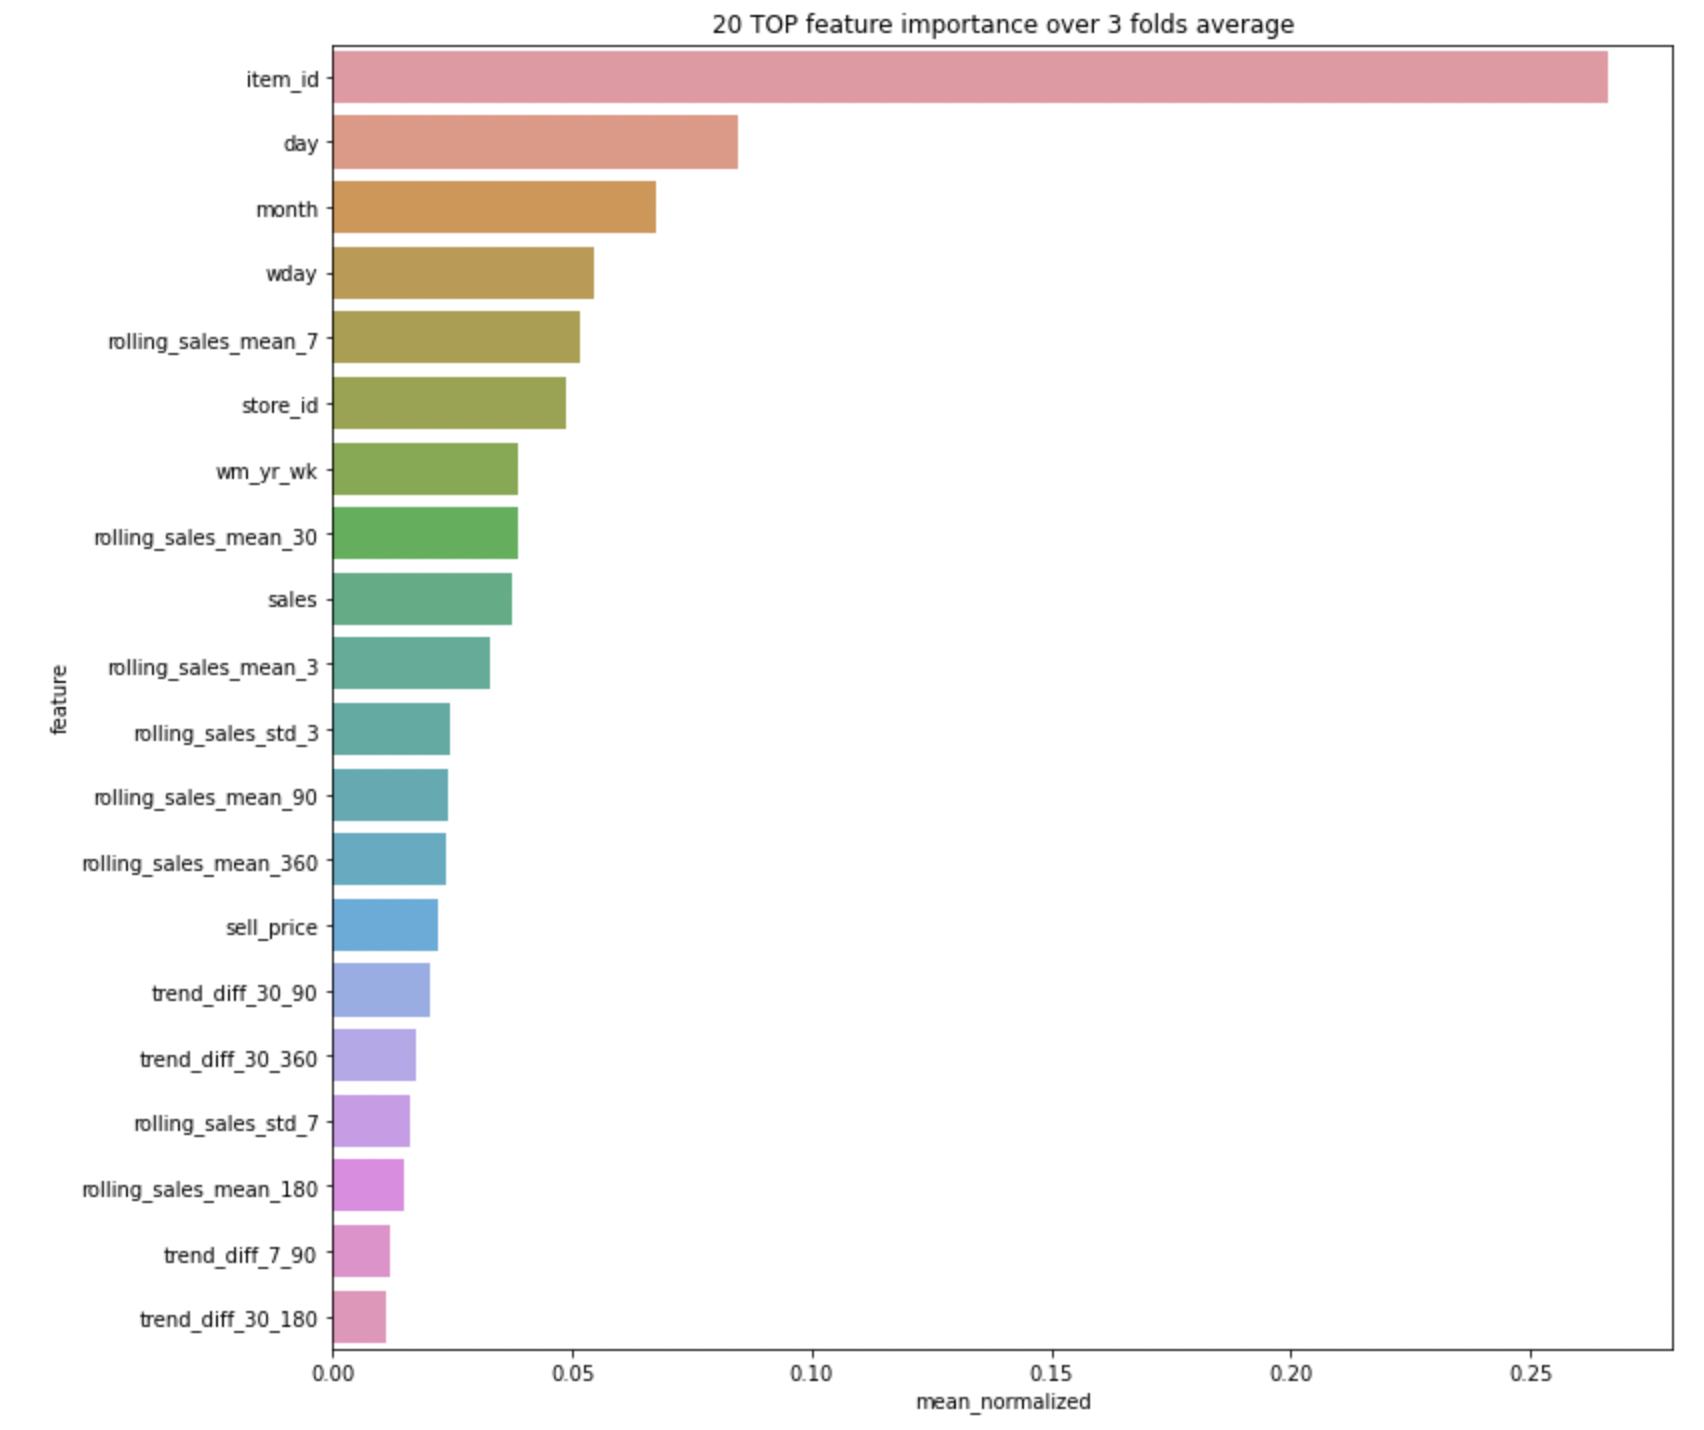 20 TOP feature importance over 3 folds average
item_id
day
month
wday
rolling_sales_mean_7
store_id
wm_yr_wk
rolling_sales_mean_30
sales
rolling_sales_mean_3
rolling_sales_std_3
rolling_sales_mean_90
rolling_sales_mean_360
sell_price
trend_diff_30_90
trend_diff_30_360
rolling_sales_std_7
rolling_sales_mean_180
trend_diff_7_90
trend_diff_30_180
feature
0.00 0.05 0.10 0.15 0.20 0.25
mean_normalized